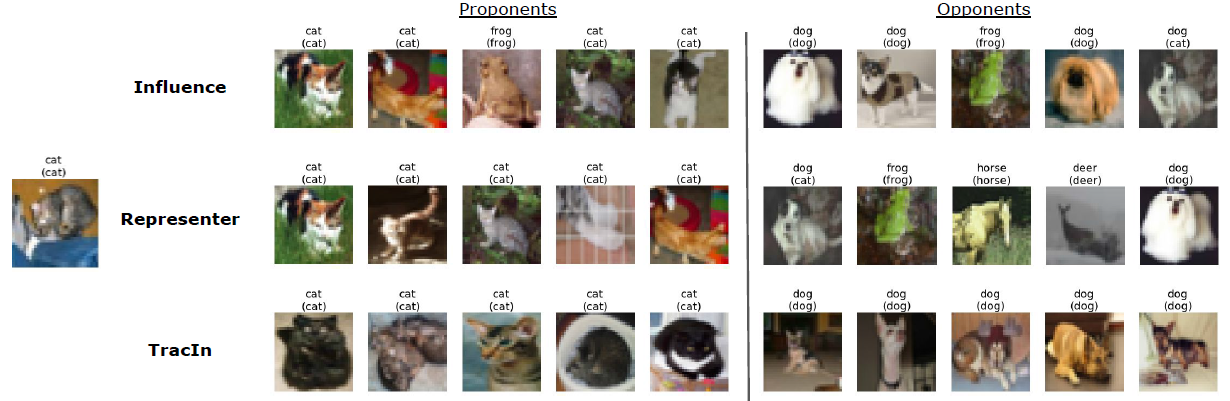 Proponents
Opponents
cat cat frog cat cat dog dog frog dog dog
(cat) (cat) (frog) (cat) (cat) (dog) (dog) (frog) (dog) (cat)
Influence
cat
(cat)
cat cat cat cat cat dog frog horse deer dog
(cat) (cat) (cat) (cat) (cat) (cat) (frog) (horse) (deer) (dog)
Representer
cat cat cat cat cat dog dog dog dog dog
(cat) (cat) (cat) (cat) (cat) (dog) (dog) (dog) (dog) (dog)
TracIn